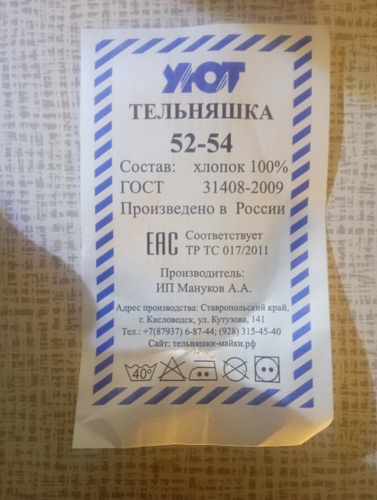 УЮТ
ТЕЛЬНЯШКА
52-54
Состав: хлопок 100%
ГОСТ 31408-2009
Произведено в России
ЕАС Соответствует
ТР ТС 017/2011
Производитель:
ИП Мануков А.А.
Адрес производства: Ставропольский край,
г. Кисловодск, ул. Кутузова, 141
Тел.: +7(87937) 6-87-44; (928) 315-45-40
Сайт: тельняшки-майки.рф
40°